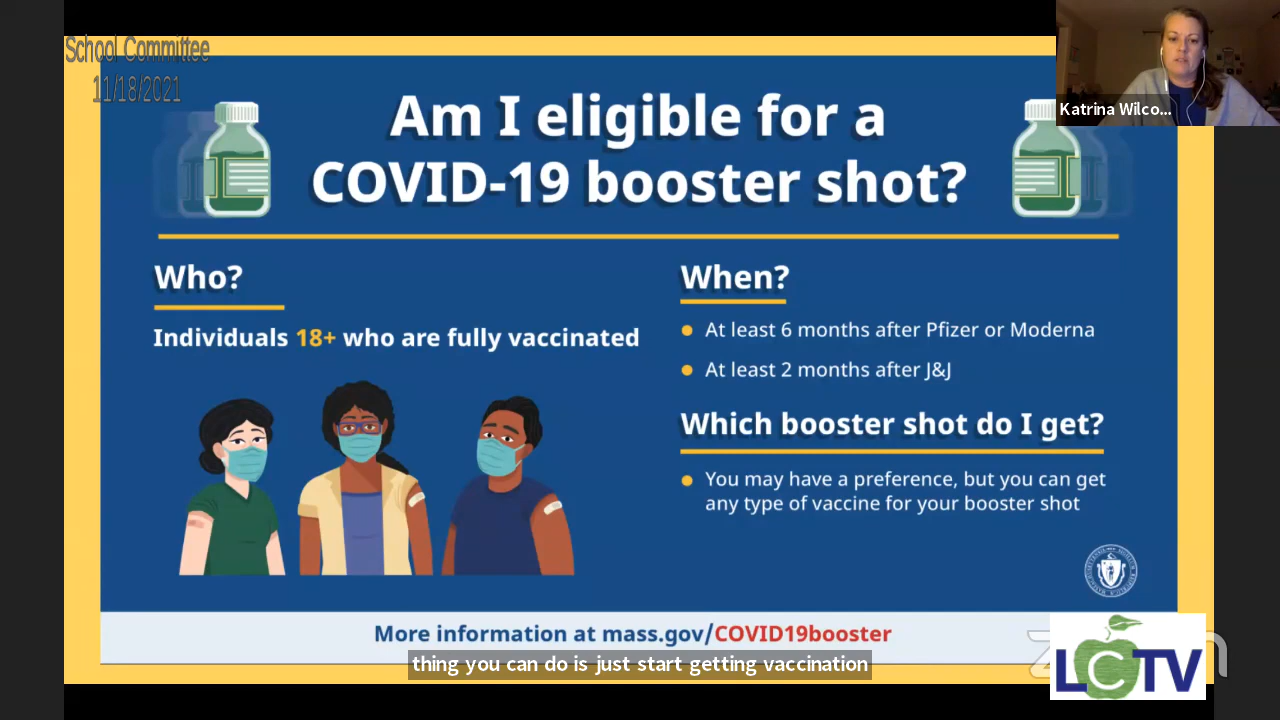 School Committee
11/18/2021
Katrina Wilco...
Am I eligible for a
COVID-19 booster shot?
Who?
Individuals 18+ who are fully vaccinated
When?
At least 6 months after Pfizer or Moderna
At least 2 months after J&J
Which booster shot do I get?
You may have a preference, but you can get
any type of vaccine for your booster shot
More information at mass.gov/COVID19booster
thing you can do is just start getting vaccination
LCTV